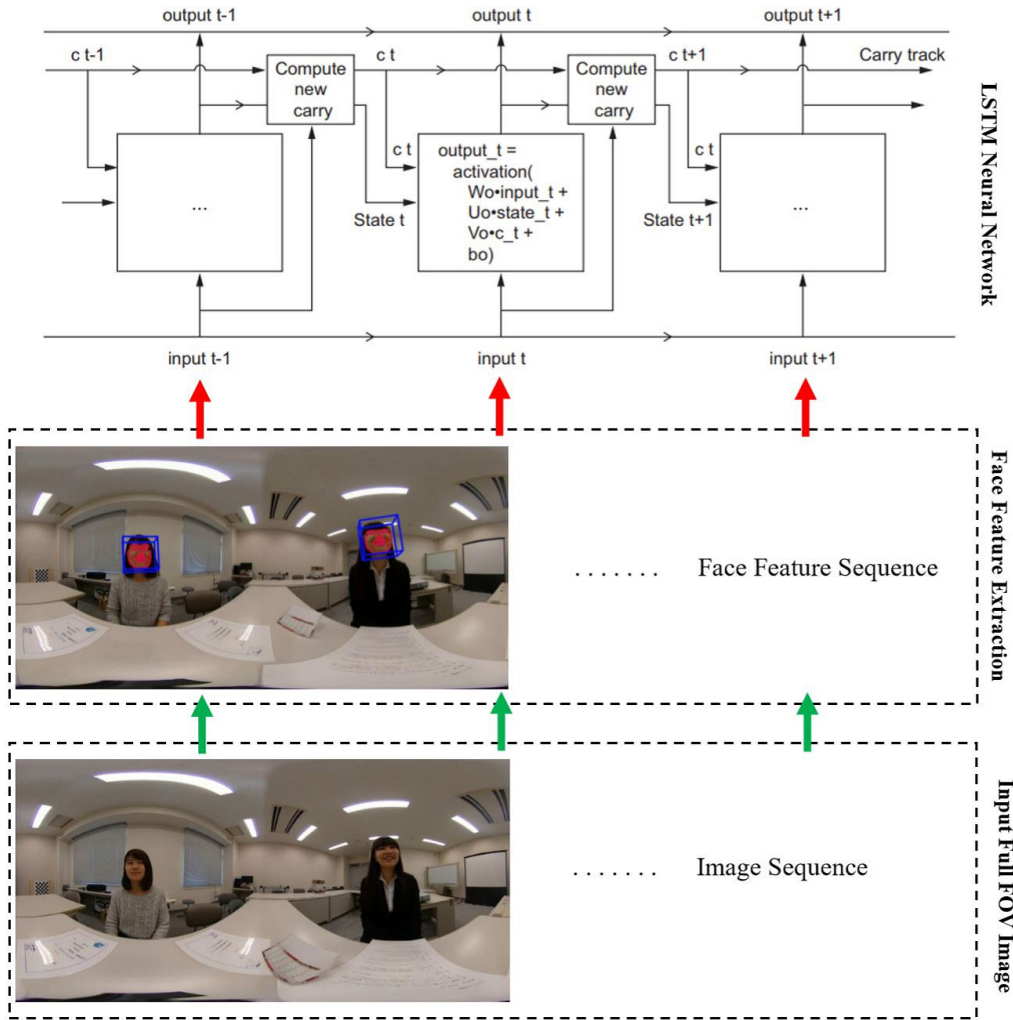 output t-1
output t
output t+1
c t-1
Compute
new
carry
c t
Compute
new
carry
c t+1
Carry track
...
c t
State t
output_t =
activation(
Wo•input_t +
Uo•state_t +
Vo•c_t +
bo)
c t
State t+1
...
input t-1
input t
input t+1
LSTM Neural Network
....... Face Feature Sequence
Face Feature Extraction
....... Image Sequence
Input Full FOV Image